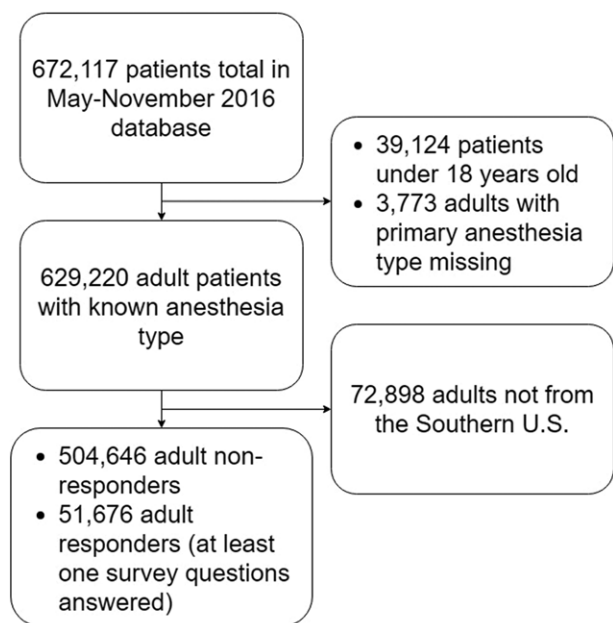 672,117 patients total in
May-November 2016
database
• 39,124 patients
under 18 years old
• 3,773 adults with
primary anesthesia
type missing
629,220 adult patients
with known anesthesia
type
72,898 adults not from
the Southern U.S.
• 504,646 adult non-
responders
• 51,676 adult
responders (at least
one survey questions
answered)